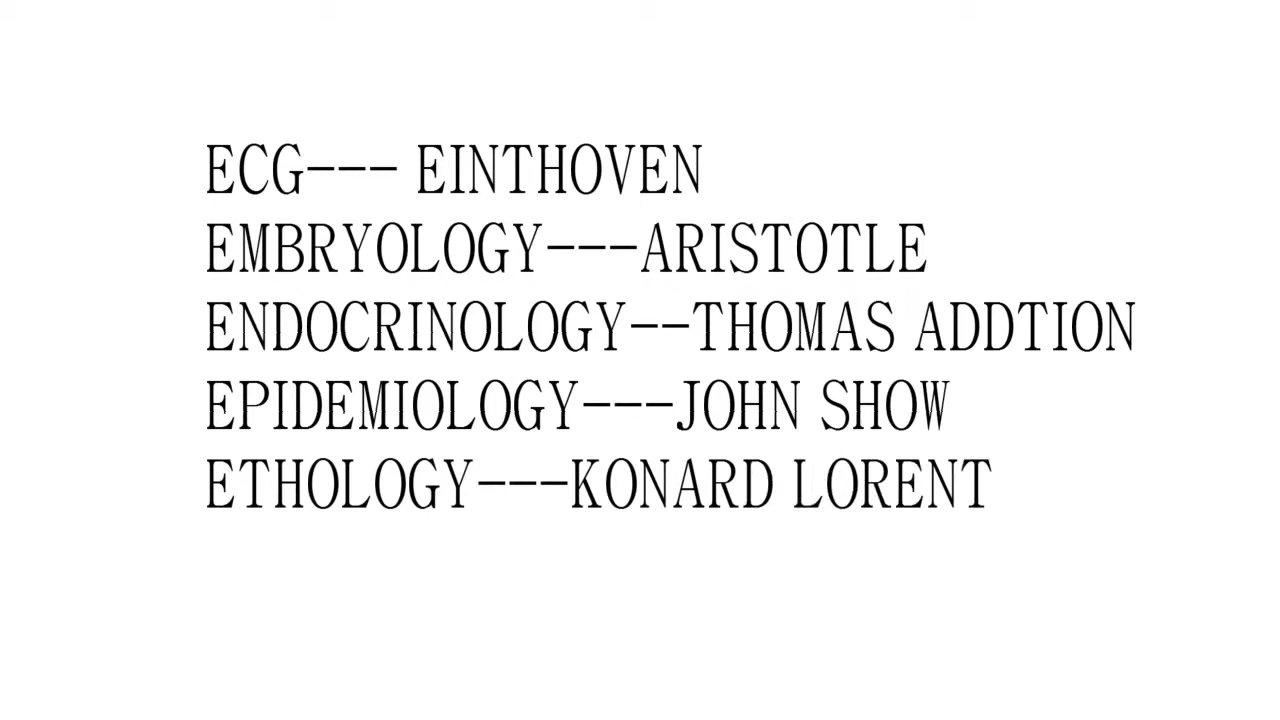 ECG--- EINTHOVEN
EMBRYOLOGY---ARISTOTLE
ENDOCRINOLOGY--THOMAS ADDTION
EPIDEMIOLOGY---JOHN SHOW
ETHOLOGY---KONARD LORENT